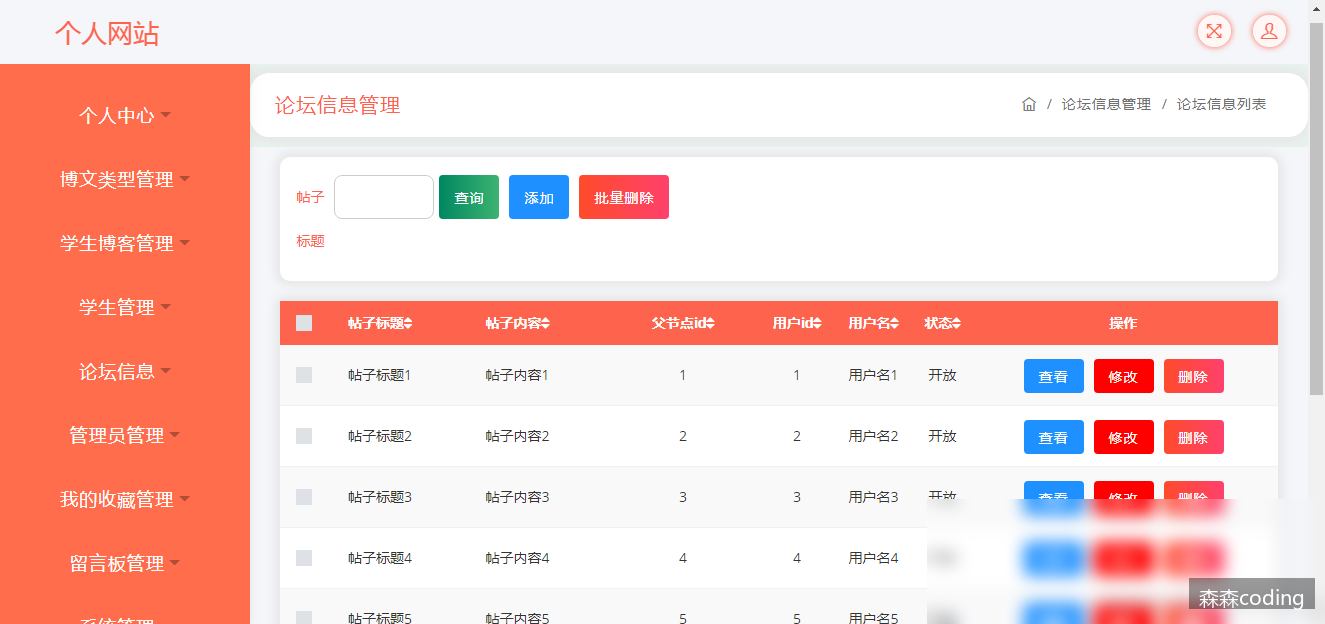 个人网站
个人中心
博文类型管理
学生博客管理
学生管理
论坛信息
管理员管理
我的收藏管理
留言板管理
论坛信息管理
/ 论坛信息管理 / 论坛信息列表
帖子
标题
查询 添加 批量删除
帖子标题 帖子内容 父节点id 用户id 用户名 状态 操作
帖子标题1 帖子内容1 1 1 用户名1 开放 查看 修改 删除
帖子标题2 帖子内容2 2 2 用户名2 开放 查看 修改 删除
帖子标题3 帖子内容3 3 3 用户名3 开放 查看 修改 删除
帖子标题4 帖子内容4 4 4 用户名4
帖子标题5 帖子内容5 5 5 用户名5
森森coding